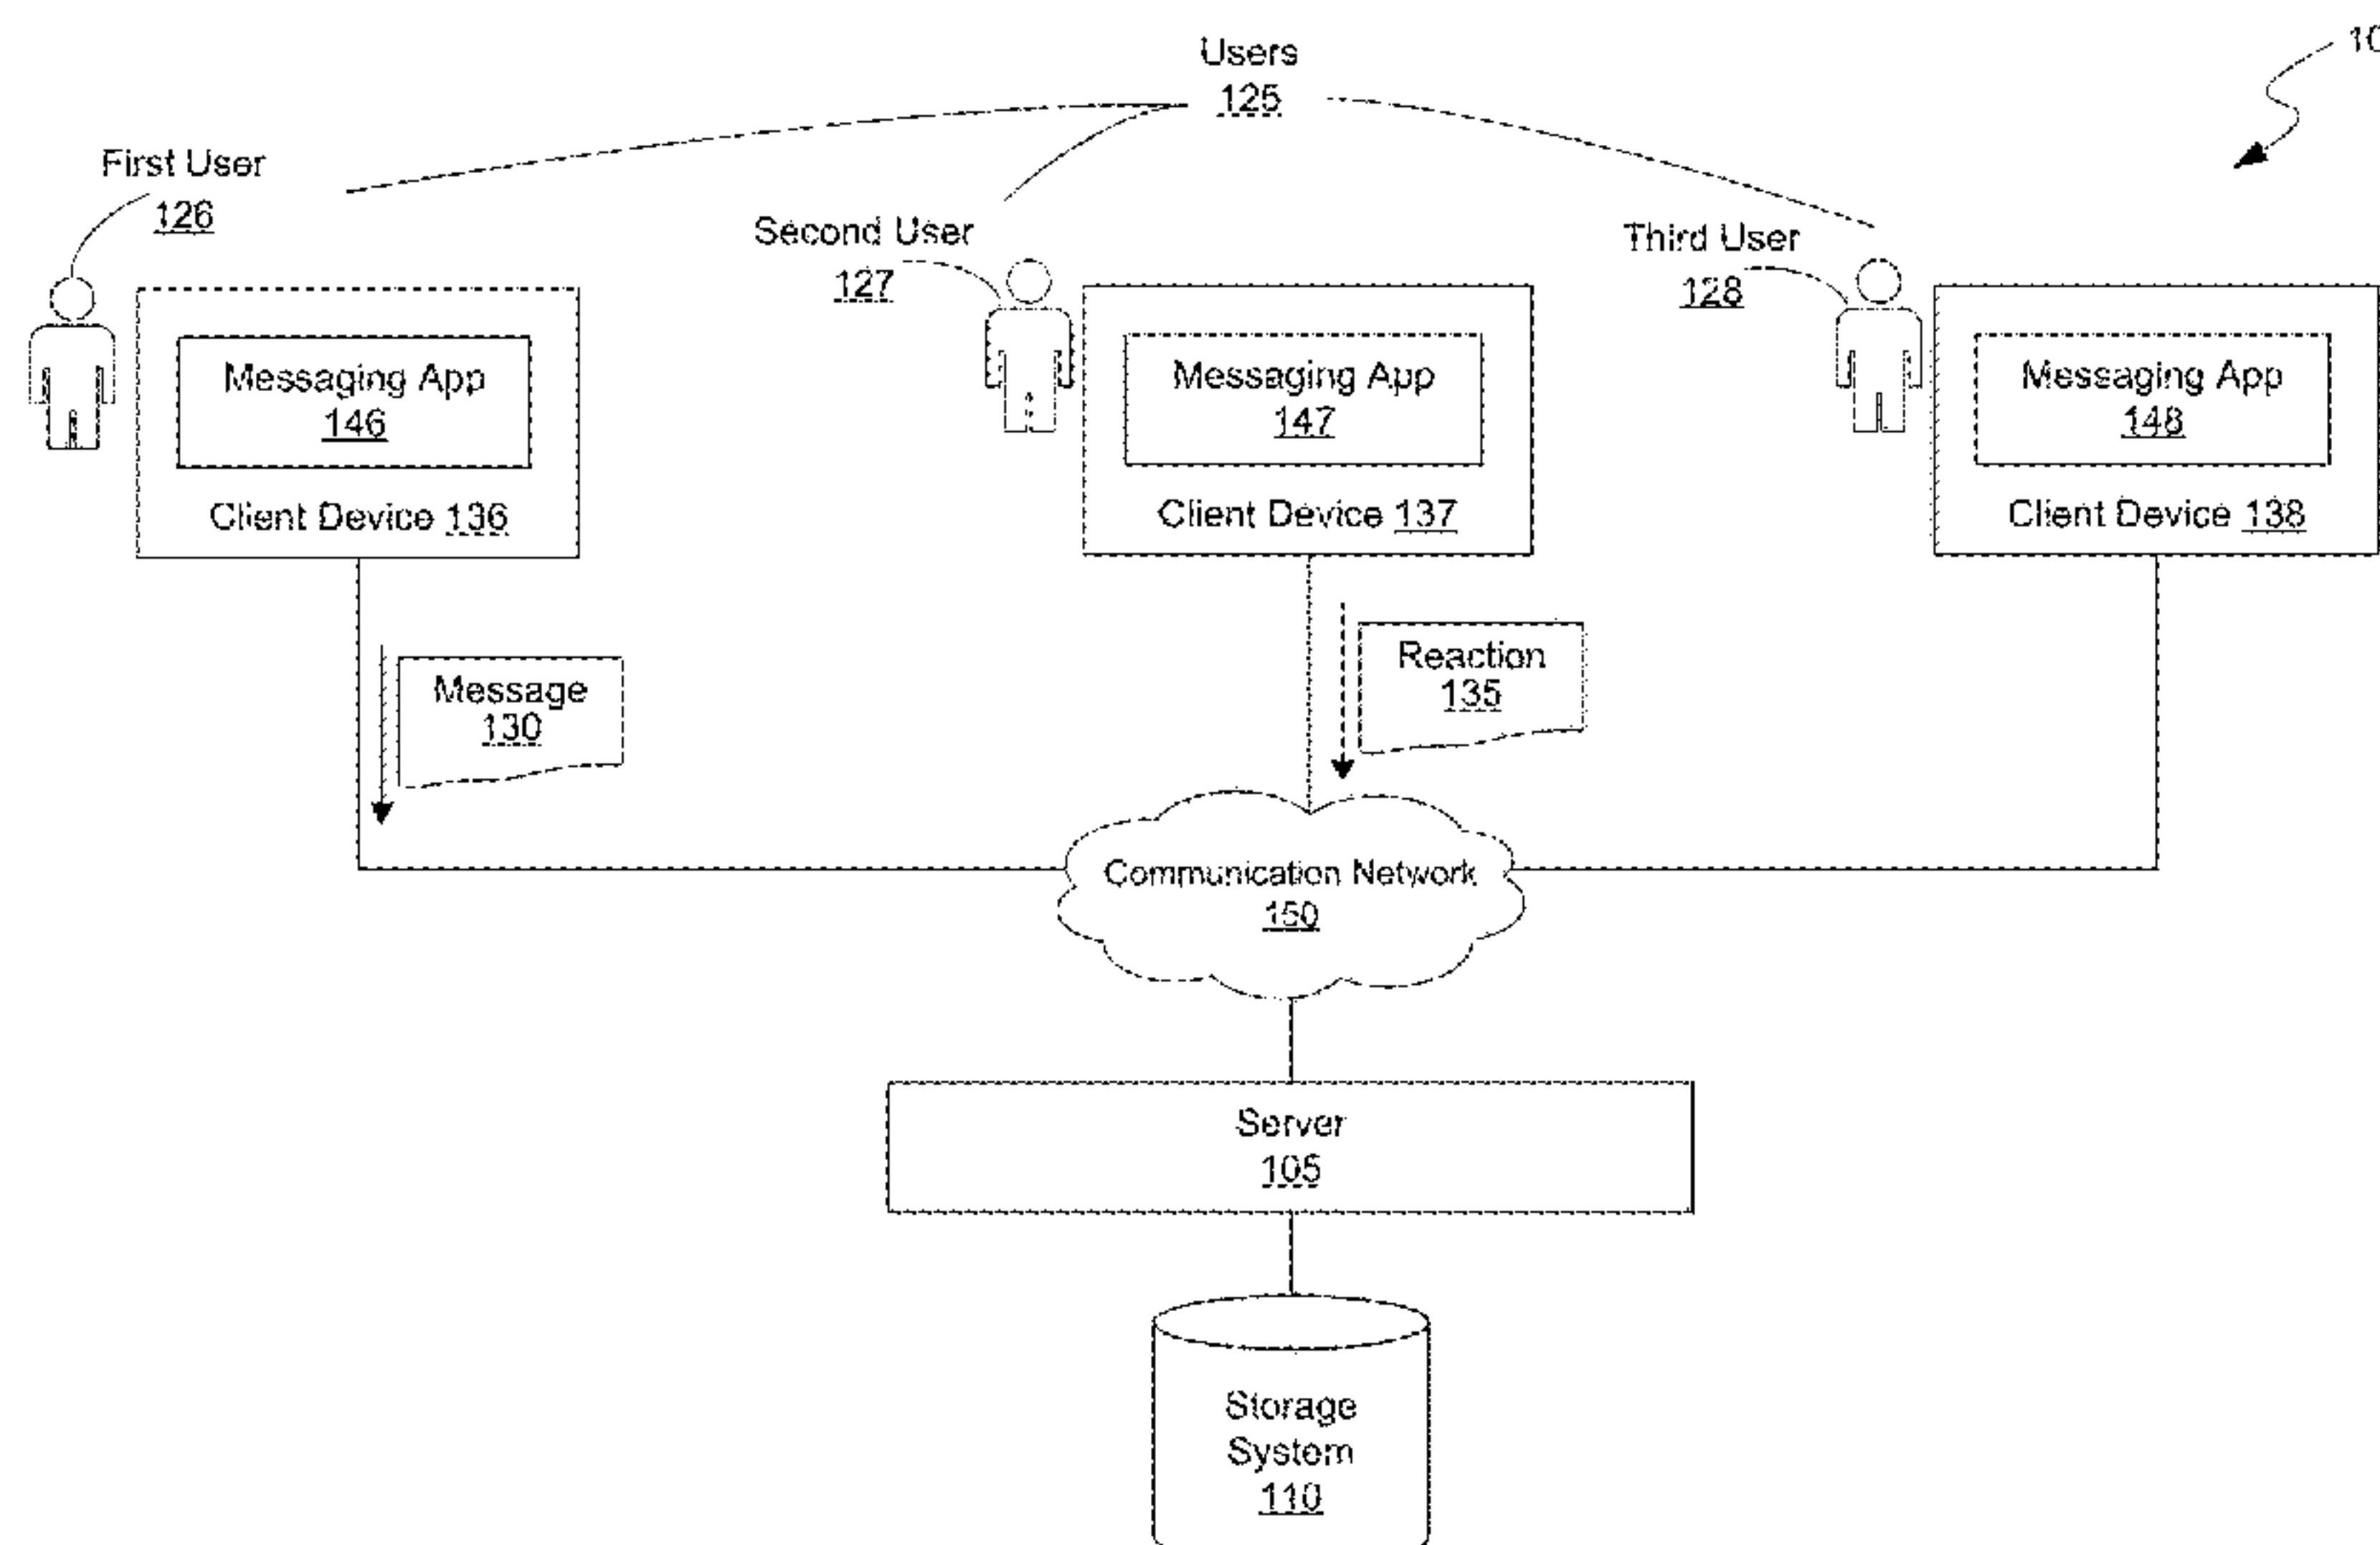 Users
125
First User
126
Second User
127
Third User
128
Messaging App
146
Client Device 136
Messaging App
147
Client Device 137
Messaging App
148
Client Device 138
Message
130
Reaction
135
Communication Network
150
Server
105
Storage
System
110